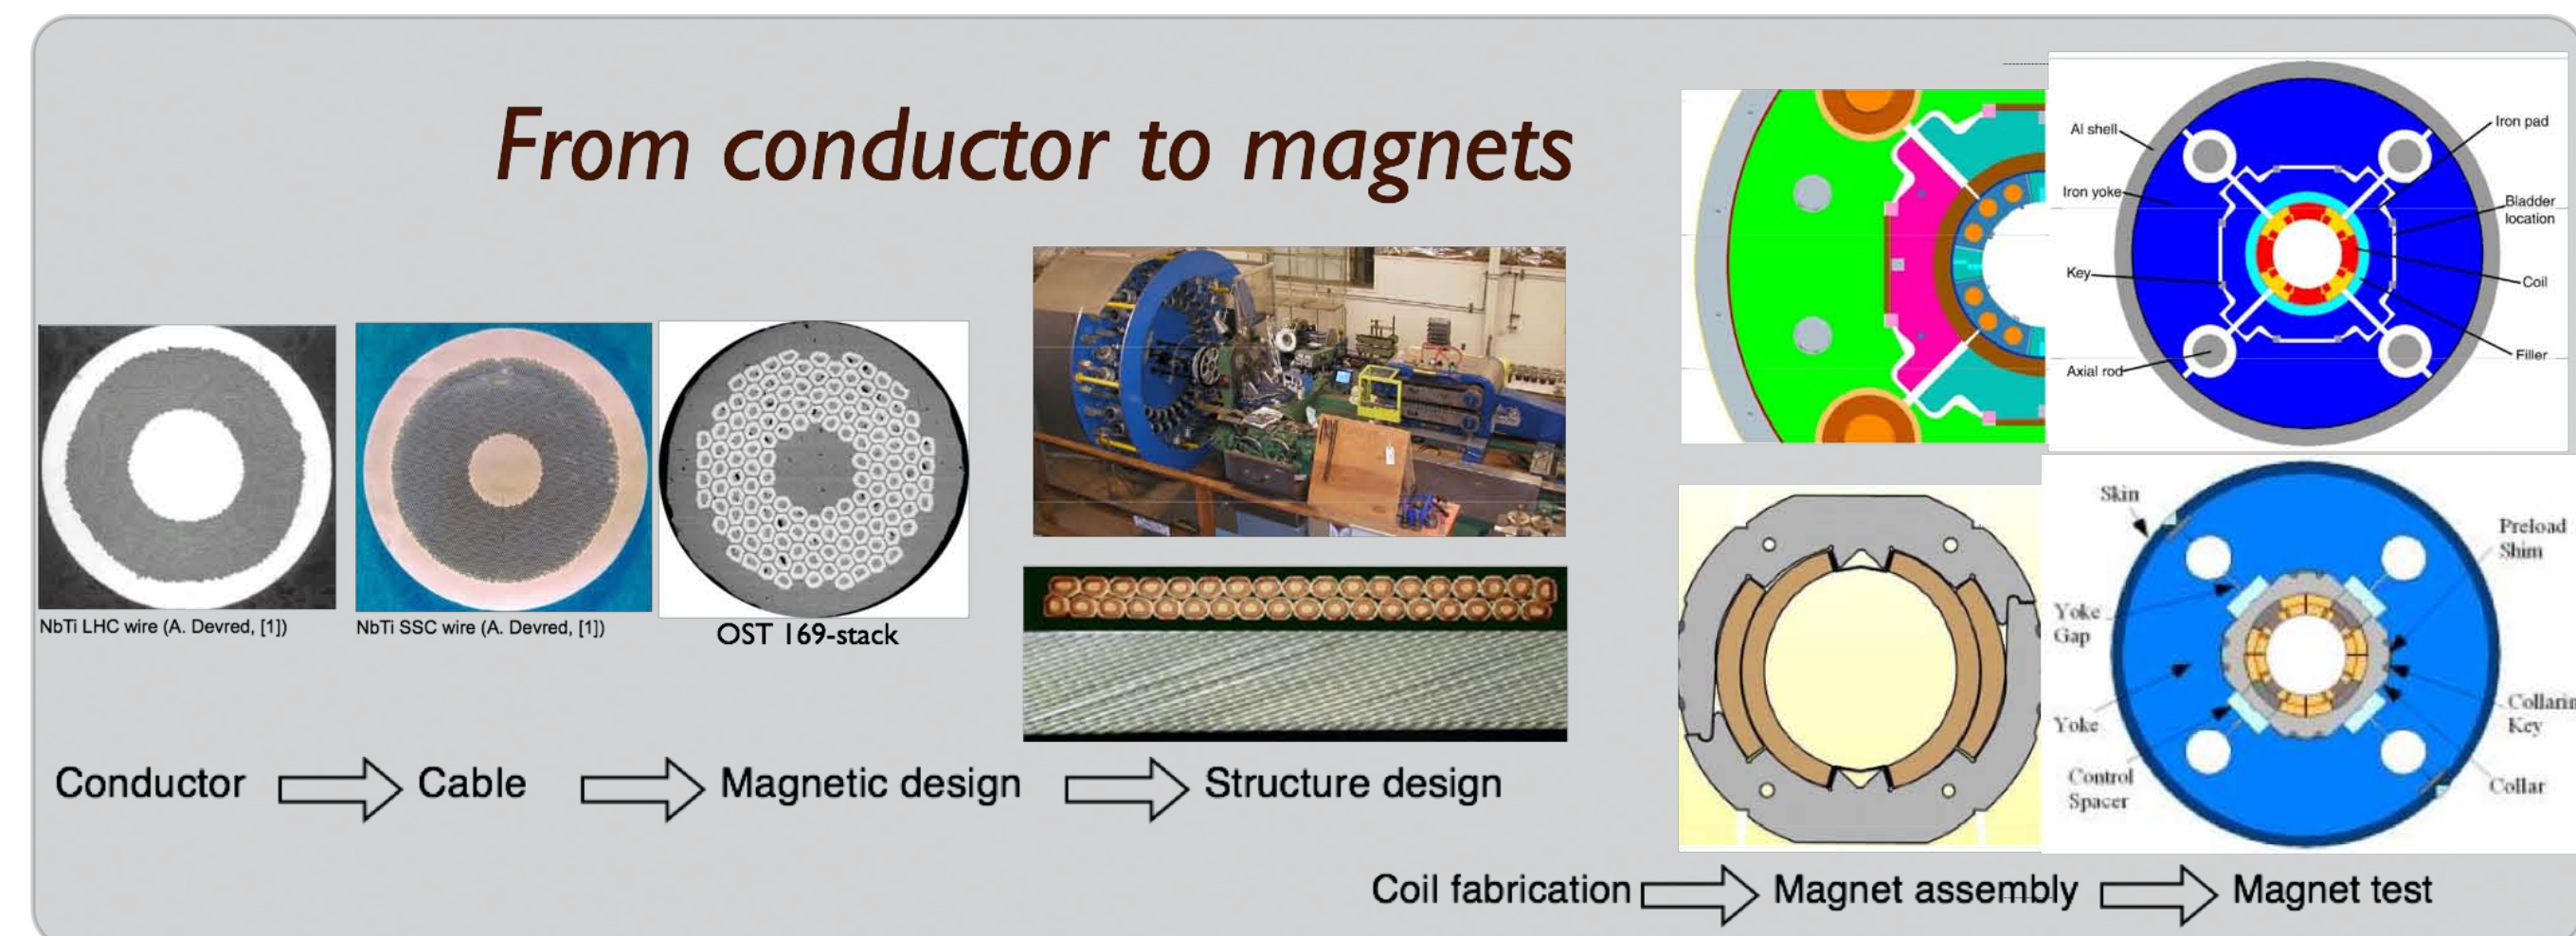 From conductor to magnets
NbTi LHC wire (A. Devred, [1])
NbTi SSC wire (A. Devred, [1])
OST 169-stack
Al shell
Iron yoke
Key
Axial rod
Iron pad
Bladder
location
Coil
Filler
Skin
Yoke
Gap
Yoke
Control
Spacer
Preload
Shim
Collarin
Key
Collar
Conductor Cable Magnetic design Structure design
Coil fabrication Magnet assembly Magnet test